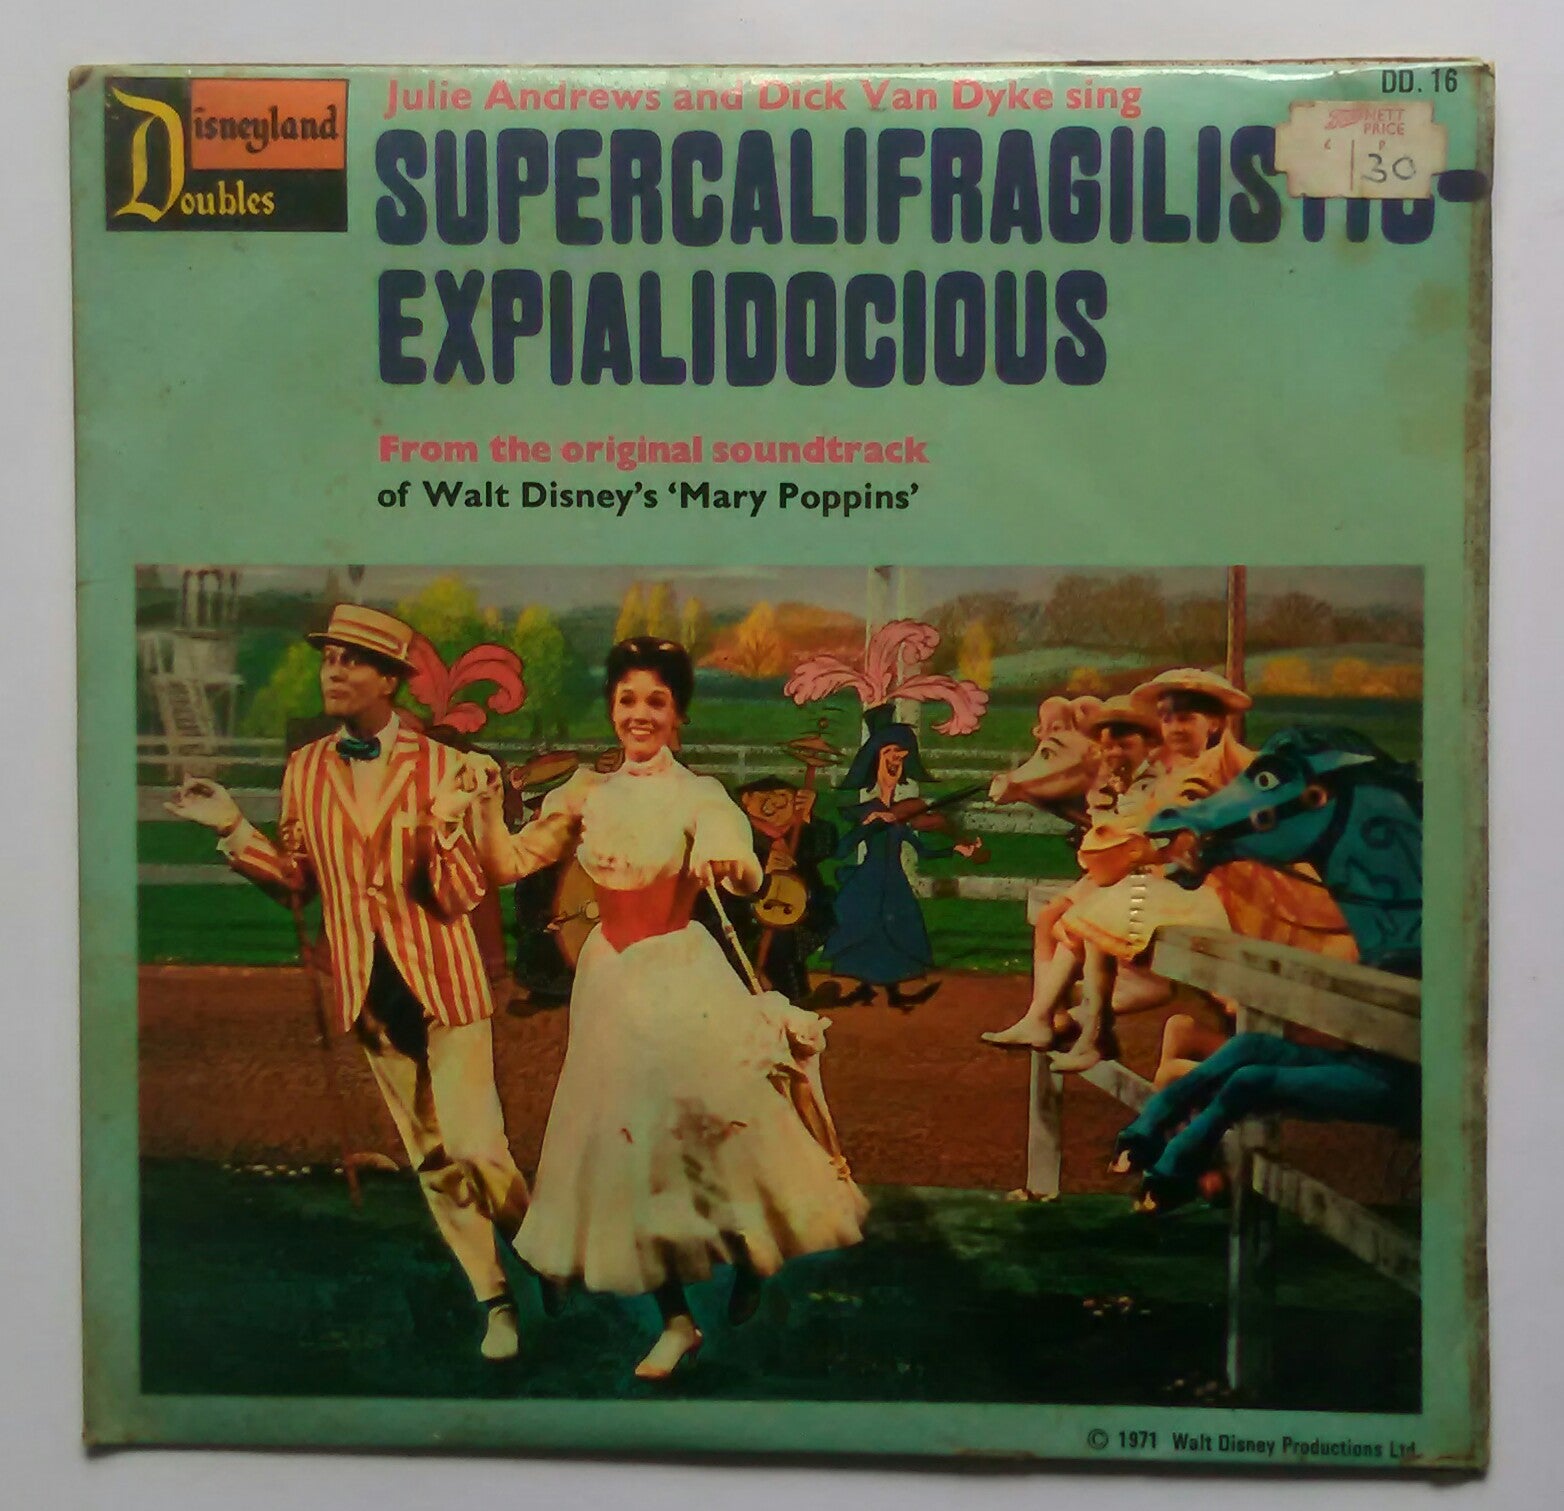 Disneyland
Doubles
Julie Andrews and Dick Van Dyke sing
DD. 16
SUPERCALIFRAGILISTIC-
EXPIALIDOCIOUS
NETT
PRICE
£ P
30
From the original soundtrack
of Walt Disney's ‘Mary Poppins’
© 1971 Walt Disney Productions Ltd.